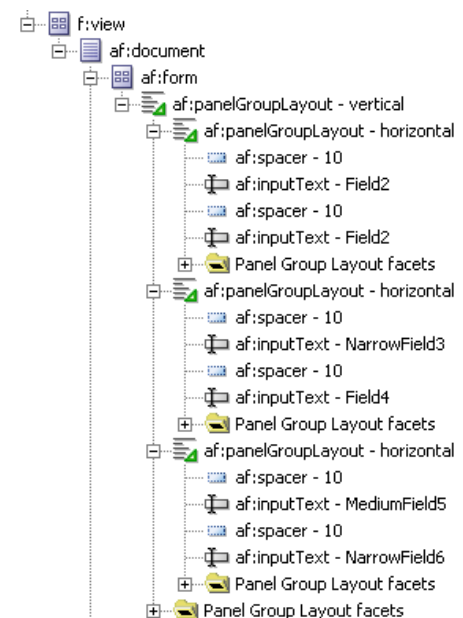 f:view
af:document
af:form
af:panelGroupLayout - vertical
af:panelGroupLayout - horizontal
af:spacer - 10
af:inputText - Field2
af:spacer - 10
af:inputText - Field2
Panel Group Layout facets
af:panelGroupLayout - horizontal
af:spacer - 10
af:inputText - NarrowField3
af:spacer - 10
af:inputText - Field4
Panel Group Layout facets
af:panelGroupLayout - horizontal
af:spacer - 10
af:inputText - MediumField5
af:spacer - 10
af:inputText - NarrowField6
Panel Group Layout facets
Panel Group Layout facets